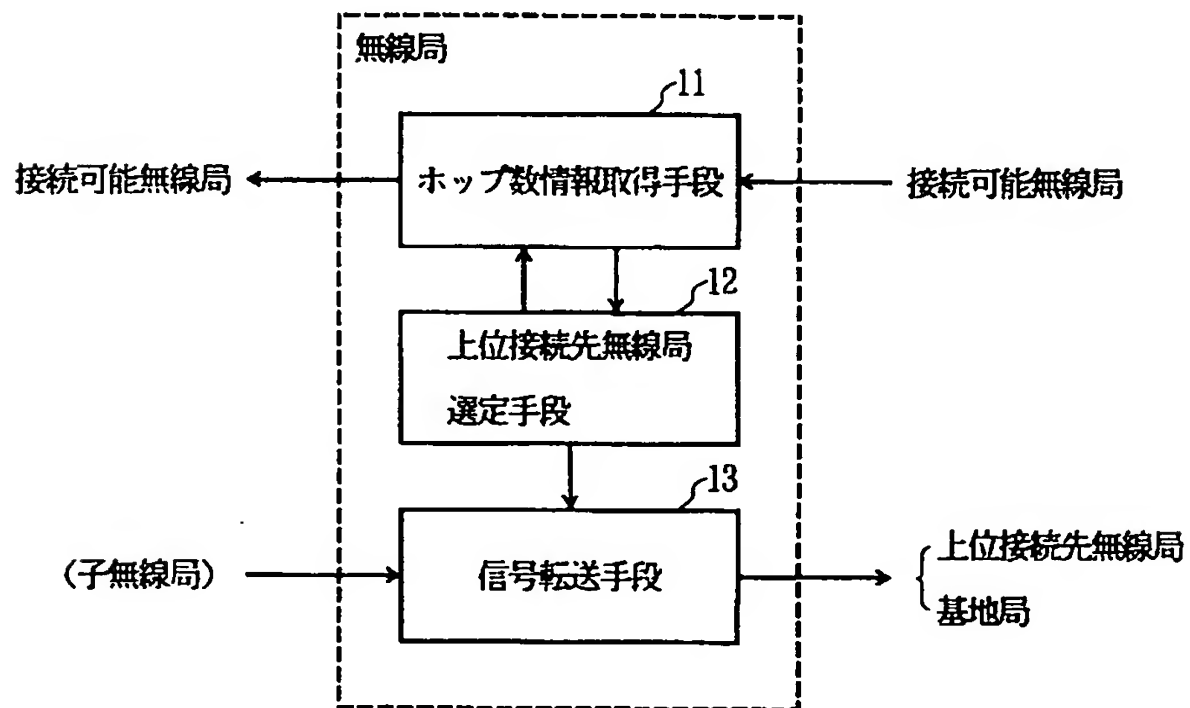 無線局
11
接続可能無線局
ホップ数情報取得手段
接続可能無線局
12
上位接続先無線局
選定手段
13
(子無線局)
信号転送手段
上位接続先無線局
基地局